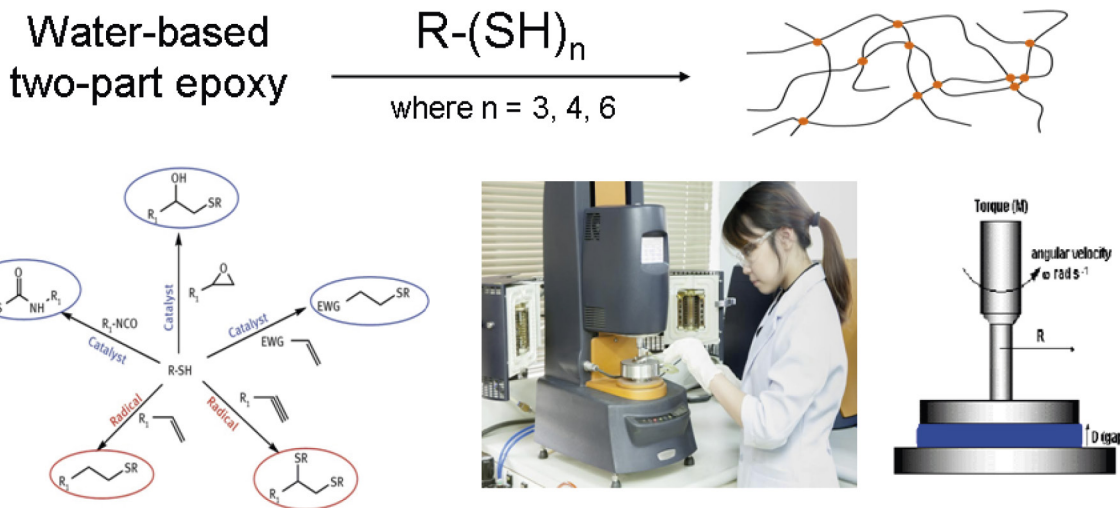 Water-based
two-part epoxy
R-(SH)n
where n = 3, 4, 6
OH
R1
SR
O
S
NH
R1
R1
O
Catalyst
R1-NCO
Catalyst
Catalyst
EWG
EWG
SR
R-SH
Radical
R1
R1
Radical
R1
SR
SR
R1
SR
Torque (M)
angular velocity
ω rad s-1
R
D (gap